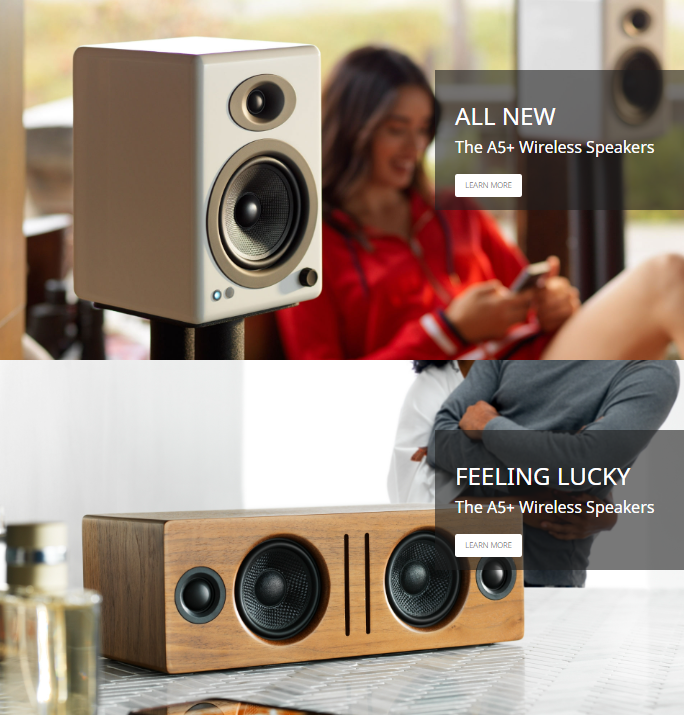 ALL NEW
The A5+ Wireless Speakers
LEARN MORE
FEELING LUCKY
The A5+ Wireless Speakers
LEARN MORE